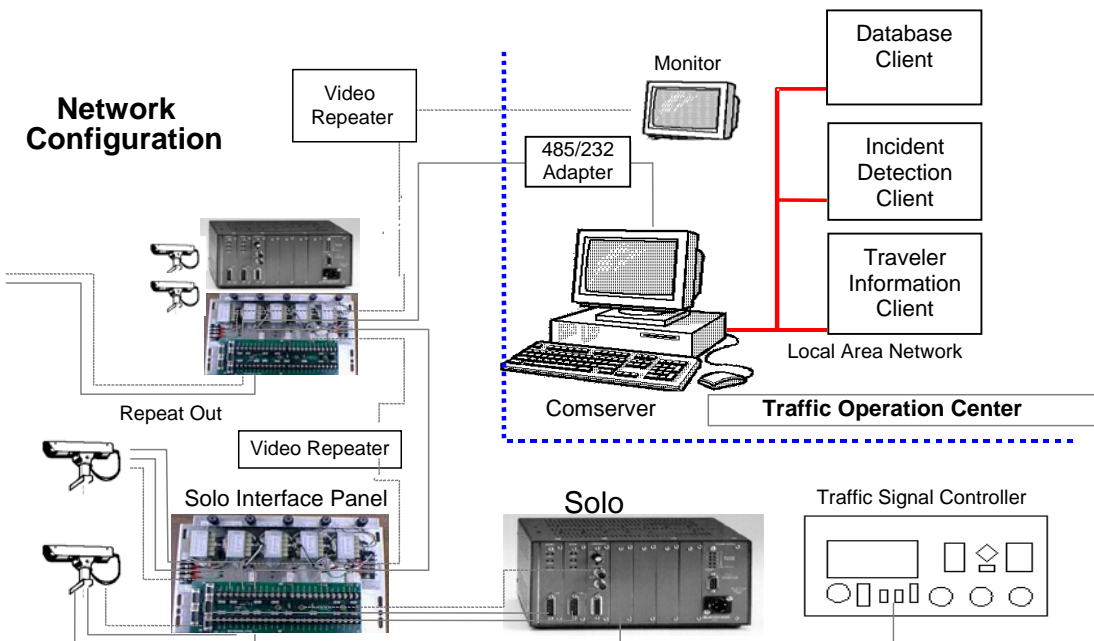 Network
Configuration
Video
Repeater
Monitor
485/232
Adapter
Database
Client
Incident
Detection
Client
Traveler
Information
Client
Local Area Network
Comserver
Traffic Operation Center
Repeat Out
Video Repeater
Solo Interface Panel
Solo
Traffic Signal Controller